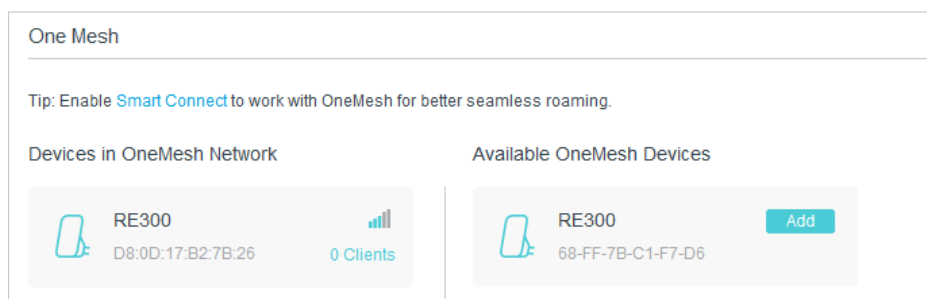 One Mesh
Tip: Enable Smart Connect to work with OneMesh for better seamless roaming.
Devices in OneMesh Network
RE300
D8:0D:17:B2:7B:26
0 Clients
Available OneMesh Devices
RE300
68-FF-7B-C1-F7-D6
Add